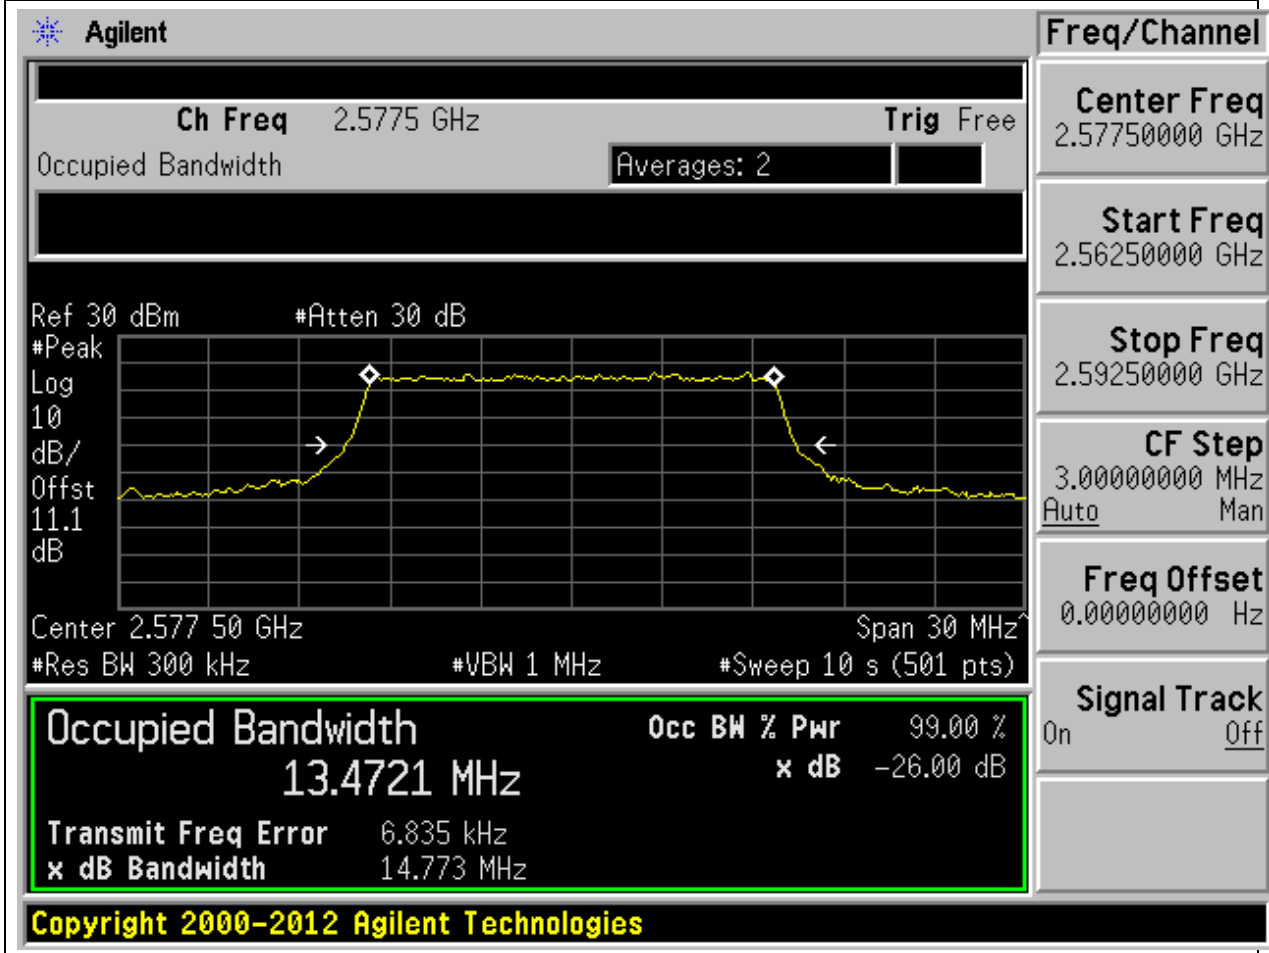 Agilent
Freq/Channel
Ch Freq 2.5775 GHz Trig Free
Occupied Bandwidth Averages: 2
Center Freq
2.57750000 GHz
Start Freq
2.56250000 GHz
Stop Freq
2.59250000 GHz
CF Step
3.00000000 MHz
Auto Man
Freq Offset
0.00000000 Hz
Signal Track
On Off
Ref 30 dBm #Atten 30 dB
#Peak
Log
10
dB/
Offst
11.1
dB
Center 2.577 50 GHz Span 30 MHz^
#Res BW 300 kHz #VBW 1 MHz #Sweep 10 s (501 pts)
Occupied Bandwidth Occ BW % Pwr 99.00 %
13.4721 MHz x dB -26.00 dB
Transmit Freq Error 6.835 kHz
x dB Bandwidth 14.773 MHz
Copyright 2000-2012 Agilent Technologies